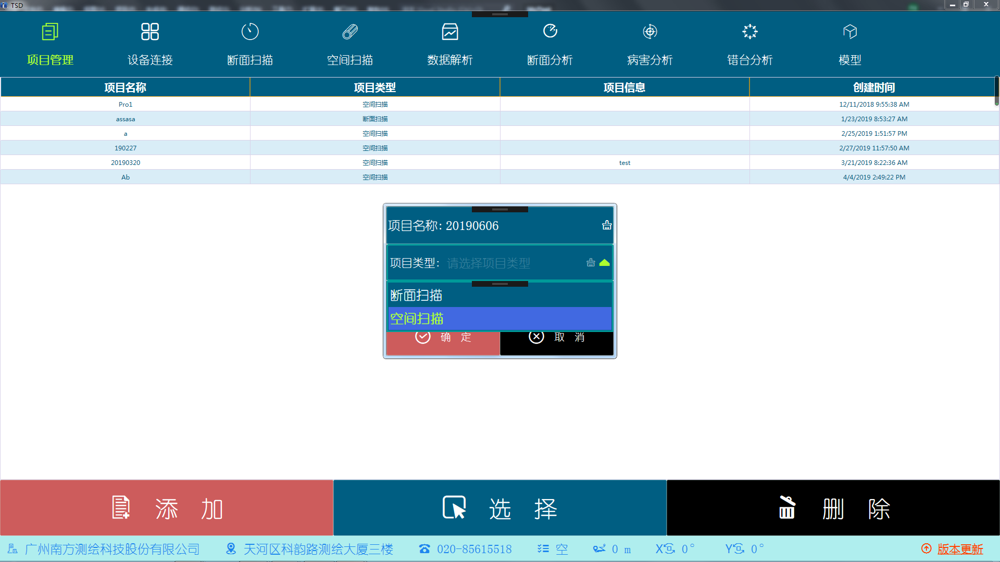 TSD
项目管理 设备连接 断面扫描 空间扫描 数据解析 断面分析 病害分析 错台分析 模型
项目名称 项目类型 项目信息 创建时间
Pro1 空间扫描 12/11/2018 9:55:38 AM
assasa 断面扫描 1/23/2019 8:53:27 AM
a 空间扫描 2/25/2019 1:51:57 PM
190227 空间扫描 2/27/2019 11:57:50 AM
20190320 空间扫描 test 3/21/2019 8:22:36 AM
Ab 空间扫描 4/4/2019 2:49:22 PM
项目名称: 20190606
项目类型: 请选择项目类型
断面扫描
空间扫描
确 定 取 消
添 加 选 择 删 除
广州南方测绘科技股份有限公司 天河区科韵路测绘大厦三楼 020-85615518 空 0 m X 0° Y 0° 版本更新